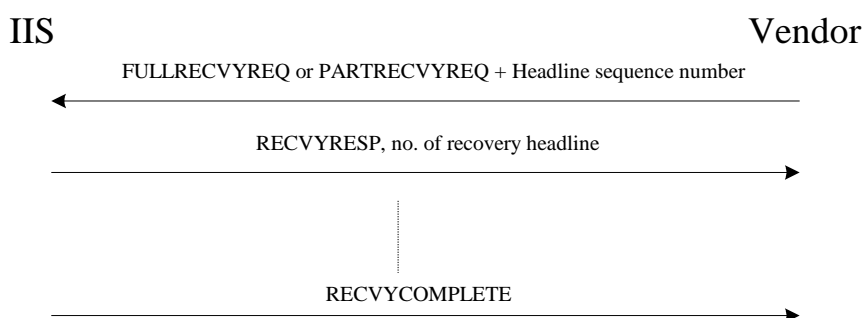 IIS
Vendor
FULLRECVYREQ or PARTRECVYREQ + Headline sequence number
RECVYRESP, no. of recovery headline
RECVYCOMPLETE